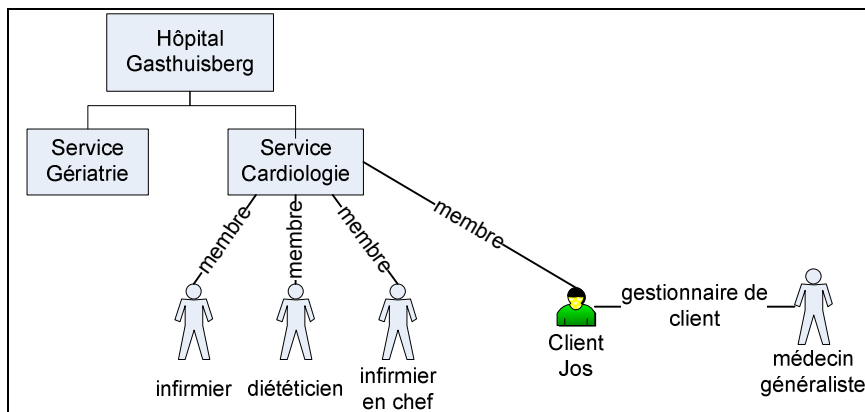 Hôpital
Gasthuisberg
Service
Gériatrie
Service
Cardiologie
membre
membre
membre
membre
infirmier
diététicien
infirmier
en chef
Client
Jos
gestionnaire de
client
médecin
généraliste